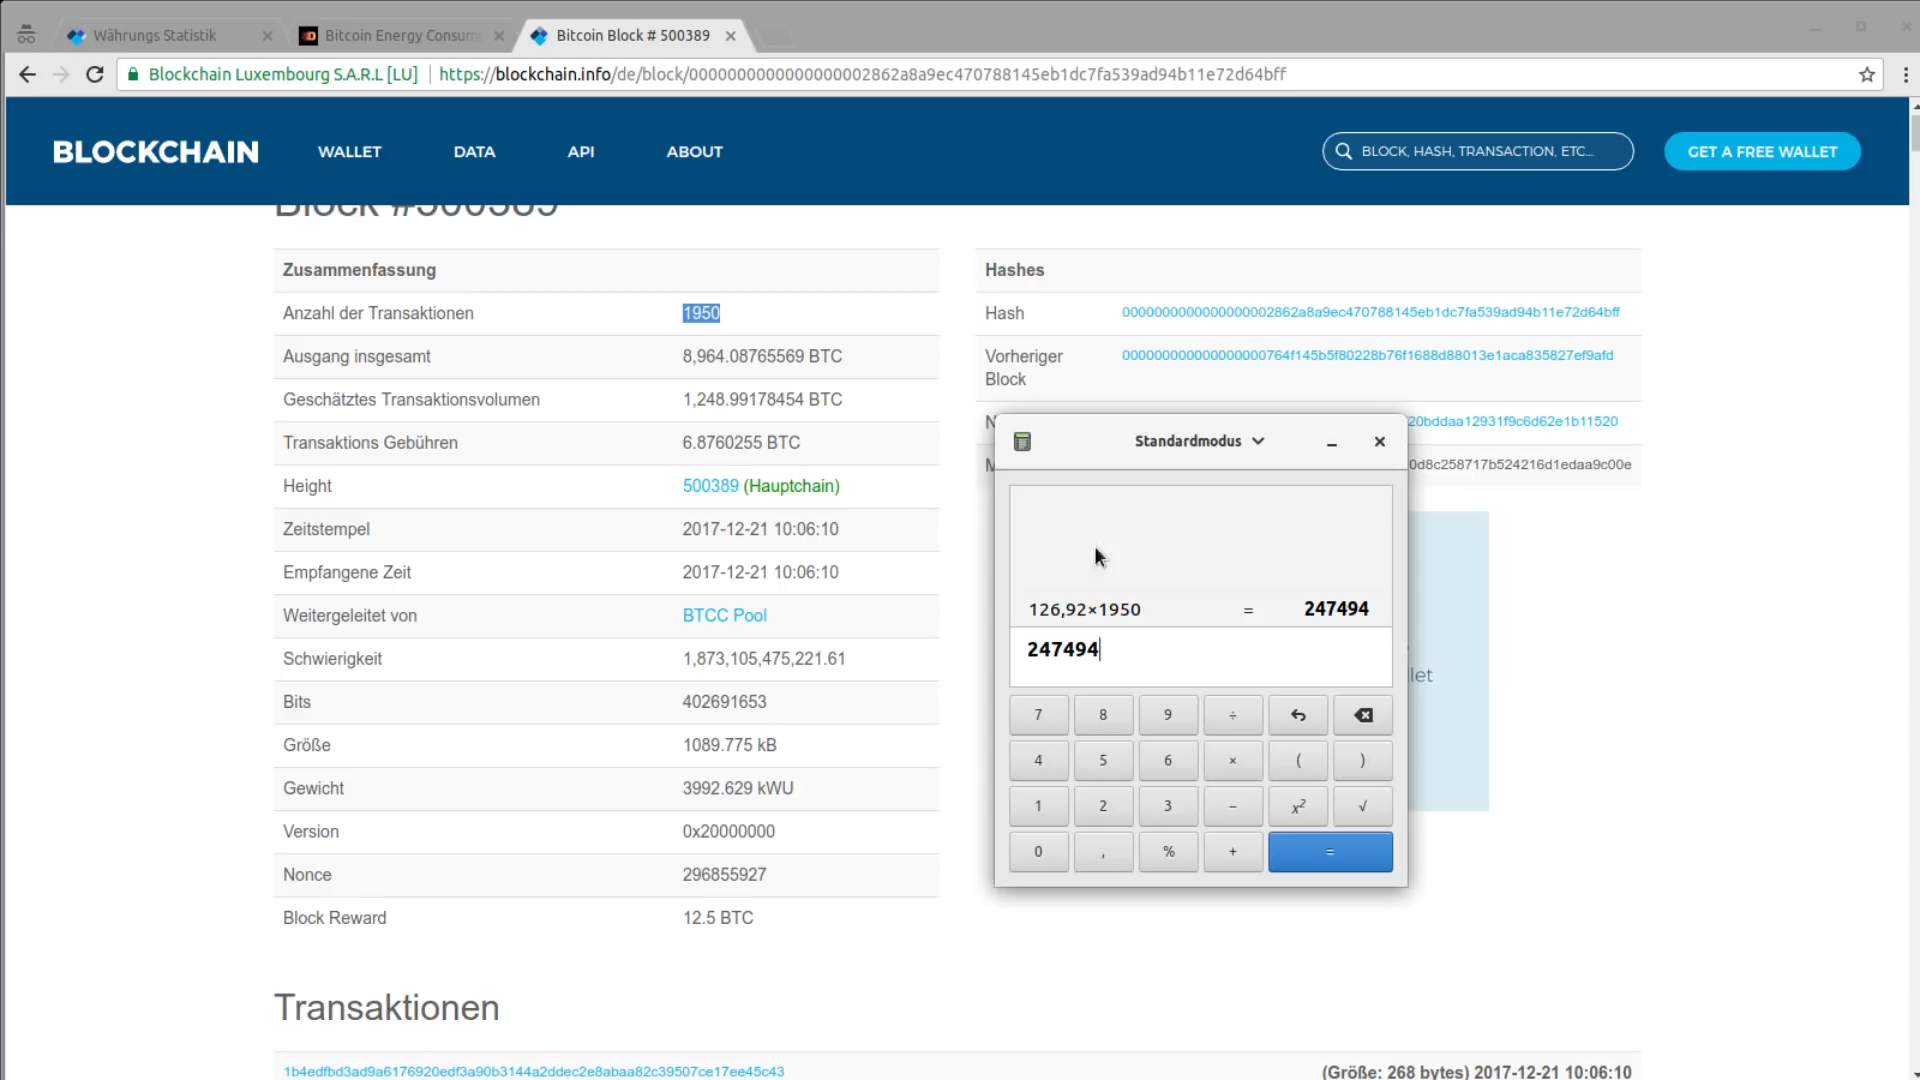 Währungs Statistik
Bitcoin Energy Consum
Bitcoin Block # 500389
Blockchain Luxembourg S.A.R.L [LU]
https://blockchain.info/de/block/0000000000000000002862a8a9ec470788145eb1dc7fa539ad94b11e72d64bff
BLOCKCHAIN
WALLET
DATA
API
ABOUT
BLOCK, HASH, TRANSACTION, ETC...
GET A FREE WALLET
Block #500389
Zusammenfassung
Anzahl der Transaktionen 1950
Ausgang insgesamt 8,964.08765569 BTC
Geschätztes Transaktionsvolumen 1,248.99178454 BTC
Transaktions Gebühren 6.8760255 BTC
Height 500389 (Hauptchain)
Zeitstempel 2017-12-21 10:06:10
Empfangene Zeit 2017-12-21 10:06:10
Weitergeleitet von BTCC Pool
Schwierigkeit 1,873,105,475,221.61
Bits 402691653
Größe 1089.775 kB
Gewicht 3992.629 kWU
Version 0x20000000
Nonce 296855927
Block Reward 12.5 BTC
Hashes
Hash 0000000000000000002862a8a9ec470788145eb1dc7fa539ad94b11e72d64bff
Vorheriger 000000000000000000764f145b5f80228b76f1688d88013e1aca835827ef9afd
Block
20bddaa12931f9c6d62e1b11520
0d8c258717b524216d1edaa9c00e
llet
Standardmodus
126,92×1950 = 247494
247494
7 8 9 ÷
4 5 6 × ( )
1 2 3 − x² √
0 , % + =
Transaktionen
1b4edfbd3ad9a6176920edf3a90b3144a2ddec2e8abaa82c39507ce17ee45c43
(Größe: 268 bytes) 2017-12-21 10:06:10